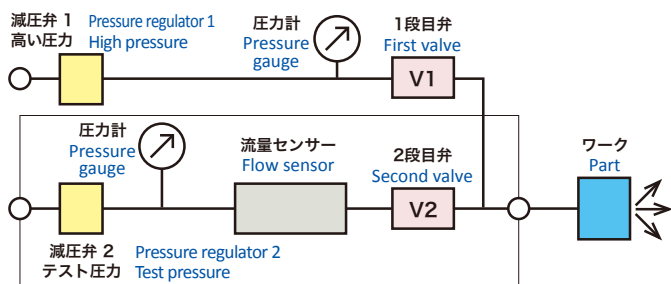 減圧弁 1
高い圧力
Pressure regulator 1
High pressure
圧力計
Pressure
gauge
1段目弁
First valve
V1
圧力計
Pressure
gauge
流量センサー
Flow sensor
2段目弁
Second valve
V2
ワーク
Part
減圧弁 2
テスト圧力
Pressure regulator 2
Test pressure